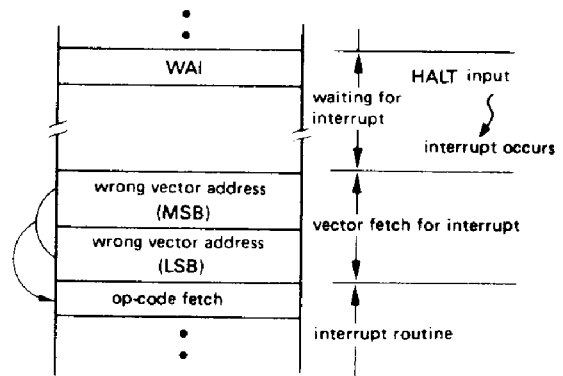 WAI
HALT input
waiting for
interrupt
interrupt occurs
wrong vector address
(MSB)
vector fetch for interrupt
wrong vector address
(LSB)
op-code fetch
interrupt routine